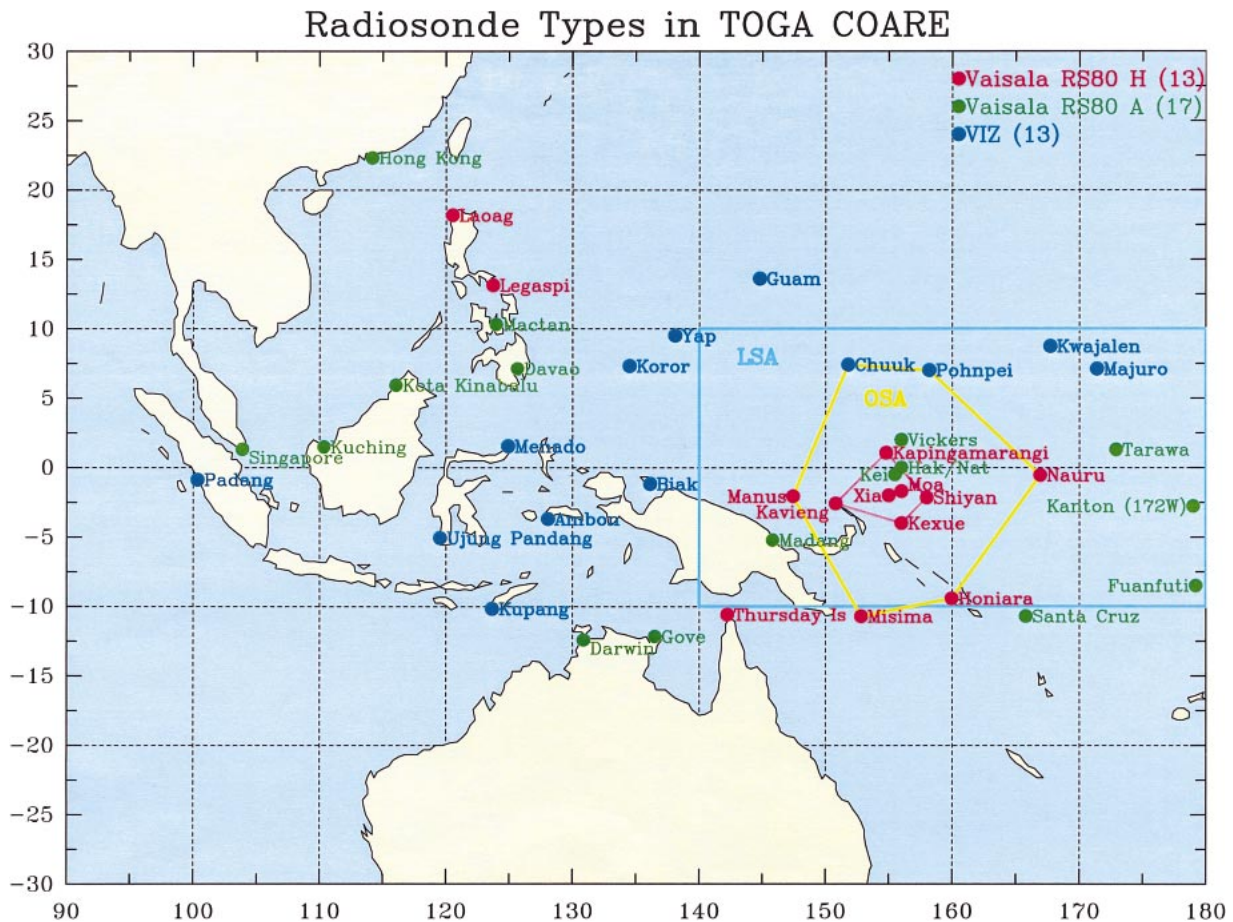 Radiosonde Types in TOGA COARE
30
Vaisala RS80 H (13)
25
Vaisala RS80 A (17)
VIZ (13)
Hong Kong
20
Laoag
15
Guam
Legaspi
Mactan
10
Yap
LSA
Kwajalen
Koror
Chuuk
Pohnpei
Majuro
Davao
Kota Kinabalu
5
OSA
Vickers
Kuching
Menado
Kapingamarangi
Tarawa
Singapore
0
Hak/Nat
Kei
Nauru
Padang
Biak
Moa
Manus
Xia
Shiyan
Kavieng
Kanton (172W)
Ambon
Kexue
-5
Ujung Pandang
Madang
Fuanfuti
Honiara
-10
Kupang
Thursday Is
Misima
Santa Cruz
Gove
Darwin
-15
-20
-25
-30
90 100 110 120 130 140 150 160 170 180